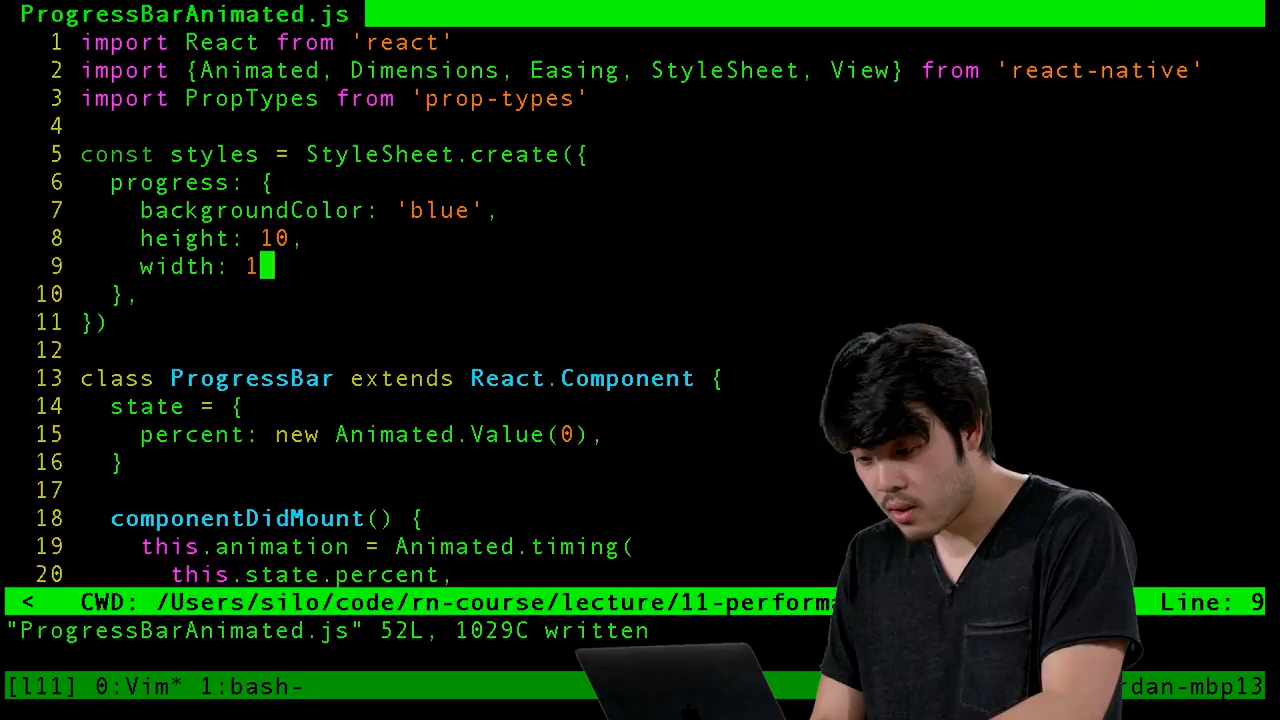 ProgressBarAnimated.js
1 import React from 'react'
2 import {Animated, Dimensions, Easing, StyleSheet, View} from 'react-native'
3 import PropTypes from 'prop-types'
4
5 const styles = StyleSheet.create({
6   progress: {
7     backgroundColor: 'blue',
8     height: 10,
9     width: 1
10   },
11 })
12
13 class ProgressBar extends React.Component {
14   state = {
15     percent: new Animated.Value(0),
16   }
17
18   componentDidMount() {
19     this.animation = Animated.timing(
20       this.state.percent,
< CWD: /Users/silo/code/rn-course/lecture/11-performa Line: 9
"ProgressBarAnimated.js" 52L, 1029C written
[l11] 0:Vim* 1:bash- rdan-mbp13